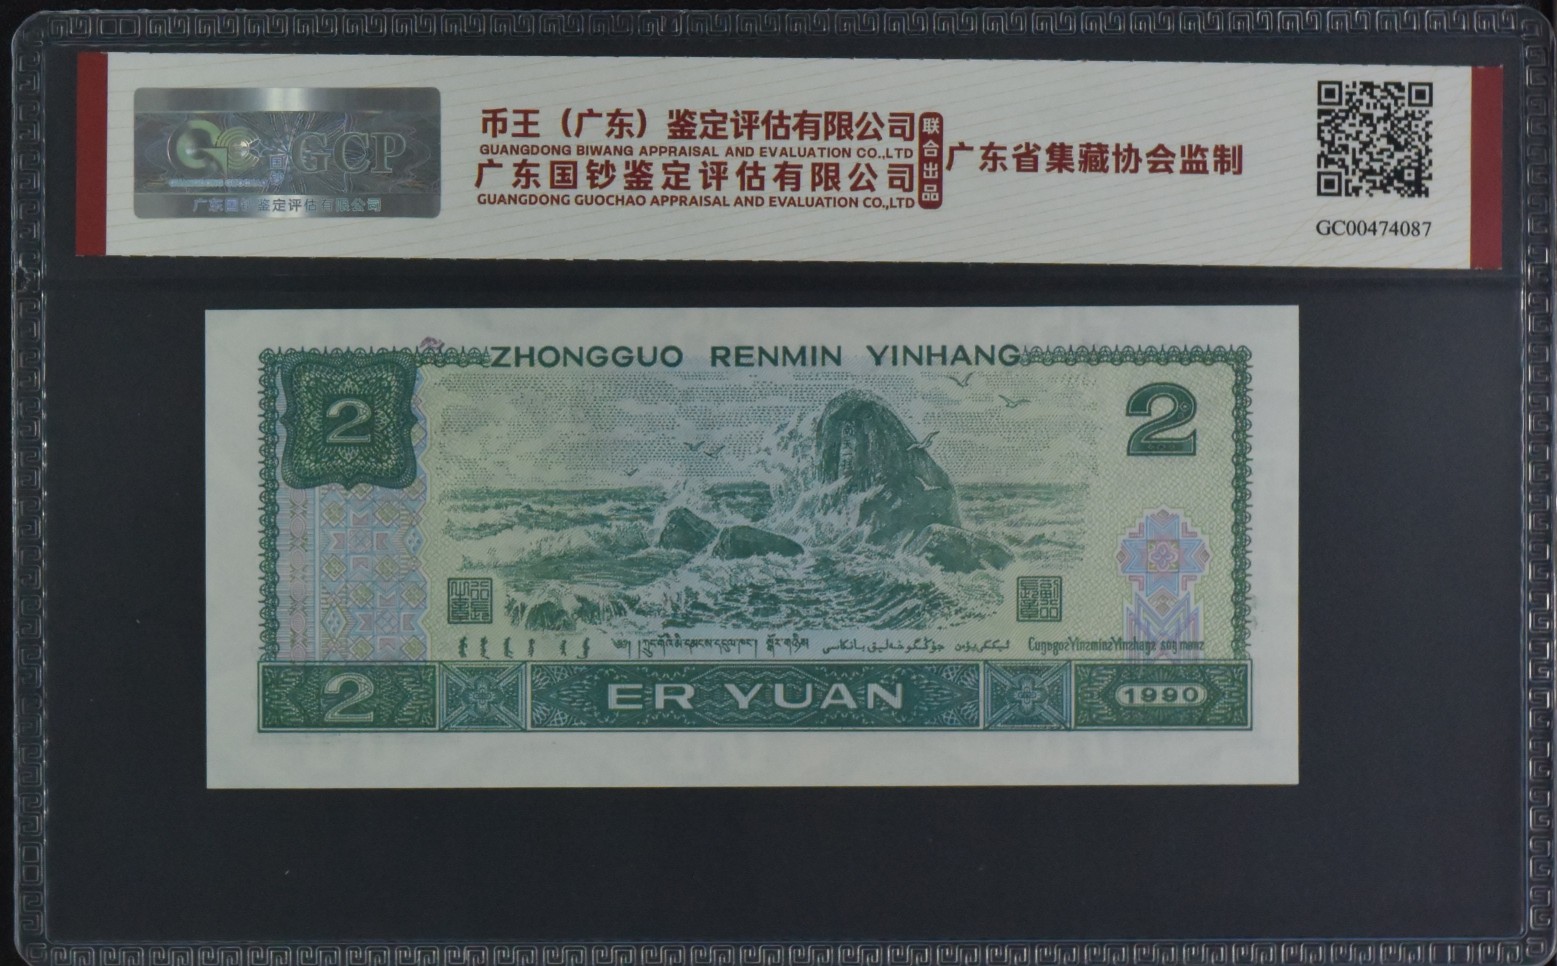 GCP
广东国钞鉴定评估有限公司
币王（广东）鉴定评估有限公司
GUANGDONG BIWANG APPRAISAL AND EVALUATION CO.,LTD
广东国钞鉴定评估有限公司
GUANGDONG GUOCHAO APPRAISAL AND EVALUATION CO.,LTD
联合出品
广东省集藏协会监制
GC00474087
ZHONGGUO RENMIN YINHANG
2
2
2
ER YUAN
1990